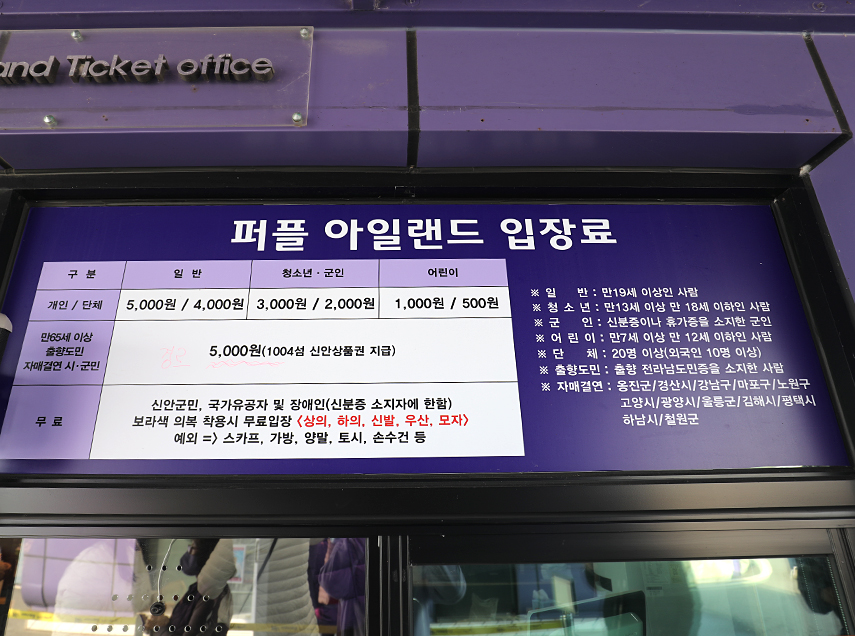 and Ticket office
퍼플 아일랜드 입장료
구 분 일 반 청소년 · 군인 어린이
개인 / 단체 5,000원 / 4,000원 3,000원 / 2,000원 1,000원 / 500원
만65세 이상
출향도민
자매결연 시·군민
5,000원(1004섬 신안상품권 지급)
무 료
신안군민, 국가유공자 및 장애인(신분증 소지자에 한함)
보라색 의복 착용시 무료입장 <상의, 하의, 신발, 우산, 모자>
예외 => 스카프, 가방, 양말, 토시, 손수건 등
※ 일 반 : 만19세 이상인 사람
※ 청 소 년 : 만13세 이상 만 18세 이하인 사람
※ 군 인 : 신분증이나 휴가증을 소지한 군인
※ 어 린 이 : 만7세 이상 만 12세 이하인 사람
※ 단 체 : 20명 이상(외국인 10명 이상)
※ 출향도민 : 출향 전라남도민증을 소지한 사람
※ 자매결연 : 옹진군/경산시/강남구/마포구/노원구
고양시/광양시/울릉군/김해시/평택시
하남시/철원군